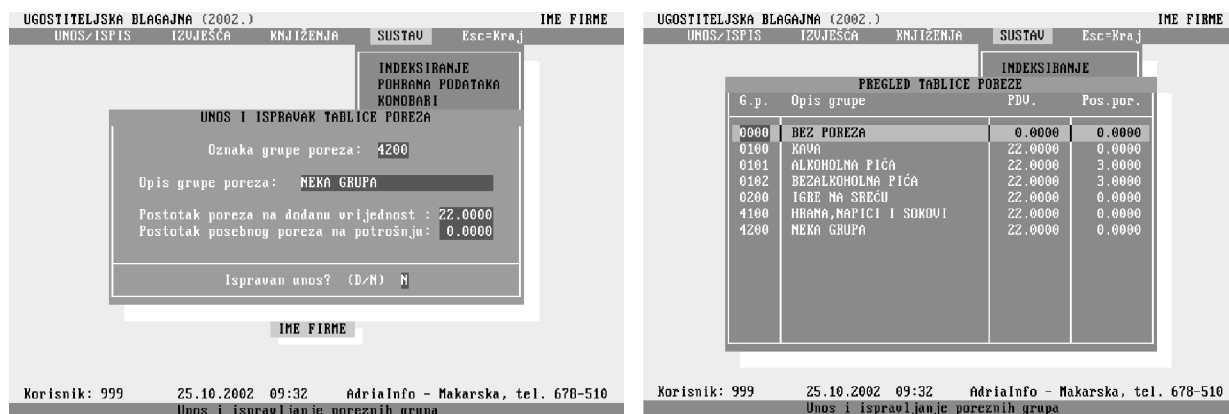 UGOSTITELJSKA BLAGAJNA (2002.) IME FIRME
UNOS/ISPIS IZVJEŠĆA KNJIŽENJA SUSTAV Esc=Kraj
INDEKSIRANJE
POHRANA PODATAKA
KONOBARI
UNOS I ISPRAVAK TABLICE POREZA
Oznaka grupe poreza: 4200
Opis grupe poreza: NEKA GRUPA
Postotak poreza na dodanu vrijednost : 22.0000
Postotak posebnog poreza na potrošnju: 0.0000
Ispravan unos? (D/N) N
IME FIRME
Korisnik: 999 25.10.2002 09:32 AdriaInfo - Makarska, tel. 678-510
Unos i ispravljanje poreznih grupa
UGOSTITELJSKA BLAGAJNA (2002.) IME FIRME
UNOS/ISPIS IZVJEŠĆA KNJIŽENJA SUSTAV Esc=Kraj
INDEKSIRANJE
PREGLED TABLICE POREZE
G.p. Opis grupe PDV. Pos.por.
0000 BEZ POREZA 0.0000 0.0000
0100 KAVA 22.0000 0.0000
0101 ALKOHOLNA PIĆA 22.0000 3.0000
0102 BEZALKOHOLNA PIĆA 22.0000 3.0000
0200 IGRE NA SREĆU 22.0000 0.0000
4100 HRANA,NAPICI I SOKOVI 22.0000 0.0000
4200 NEKA GRUPA 22.0000 0.0000
Korisnik: 999 25.10.2002 09:32 AdriaInfo - Makarska, tel. 678-510
Unos i ispravljanje poreznih grupa